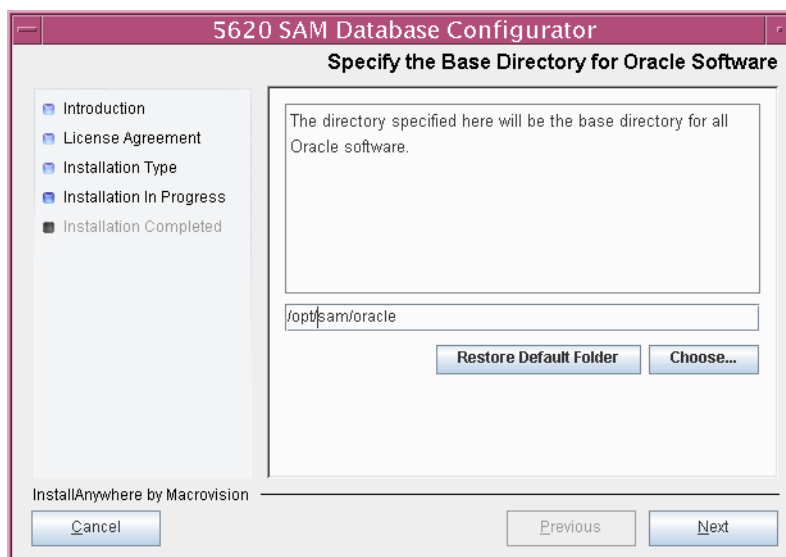 5620 SAM Database Configurator
Specify the Base Directory for Oracle Software
Introduction
License Agreement
Installation Type
Installation In Progress
Installation Completed
The directory specified here will be the base directory for all
Oracle software.
/opt/sam/oracle
Restore Default Folder
Choose...
InstallAnywhere by Macrovision
Cancel
Previous
Next